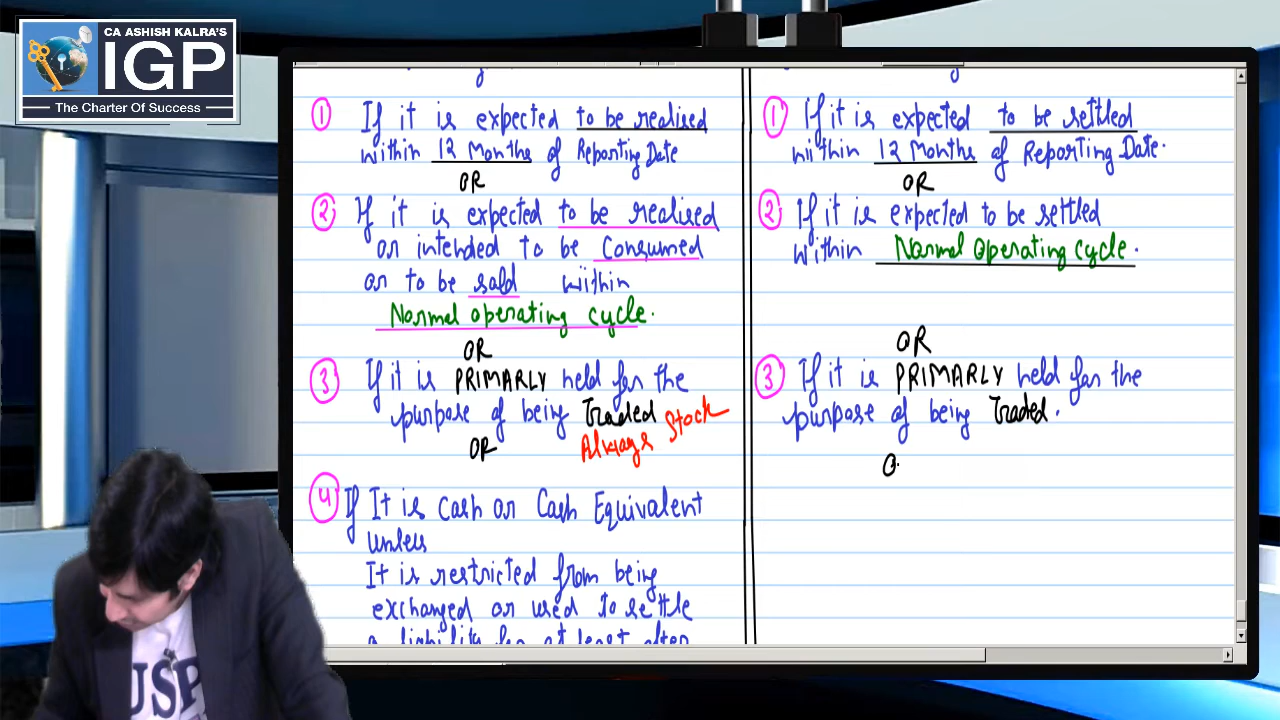 CA ASHISH KALRA'S
IGP
The Charter Of Success
① If it is expected to be realised
within 12 Months of Reporting Date
OR
② If it is expected to be realised
or intended to be Consumed
or to be sold within
Normal operating cycle.
OR
③ If it is PRIMARLY held for the
purpose of being Traded
OR Always Stock
④ If It is Cash or Cash Equivalent
unless
It is restricted from being
exchanged or used To settle
a liability for at least after
① If it is expected to be settled
within 12 Months of Reporting Date.
OR
② If it is expected to be settled
within Normal operating cycle.
OR
③ If it is PRIMARLY held for the
purpose of being Traded.
O
USP